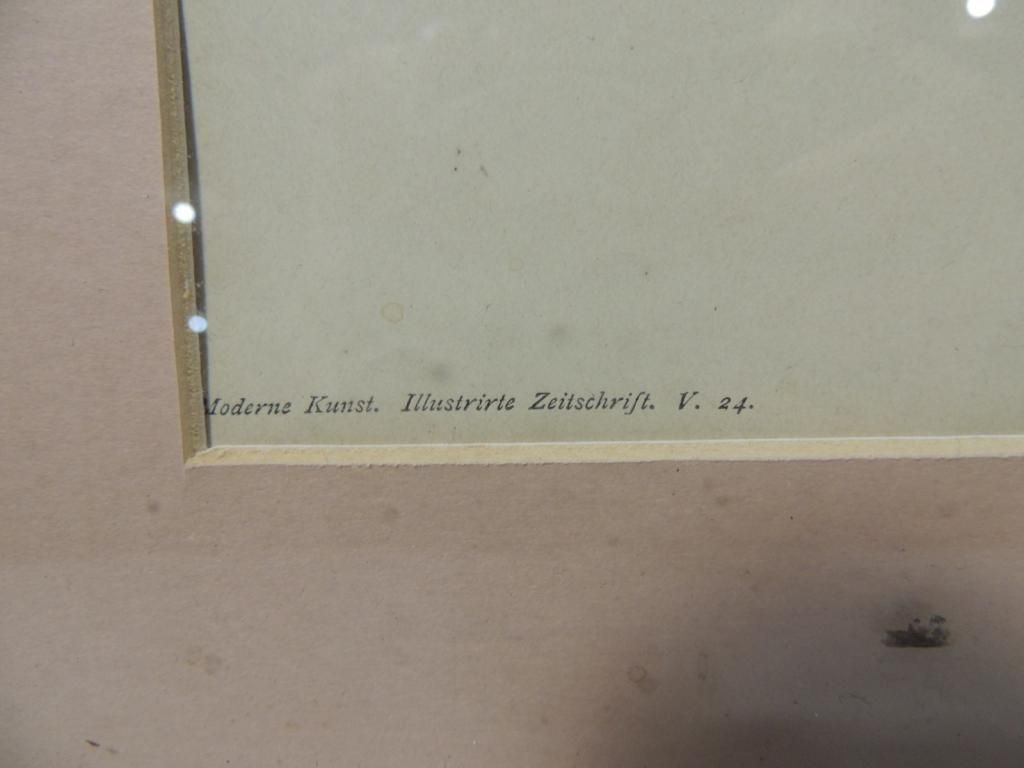 Moderne Kunst. Illustrirte Zeitschrift. V. 24.